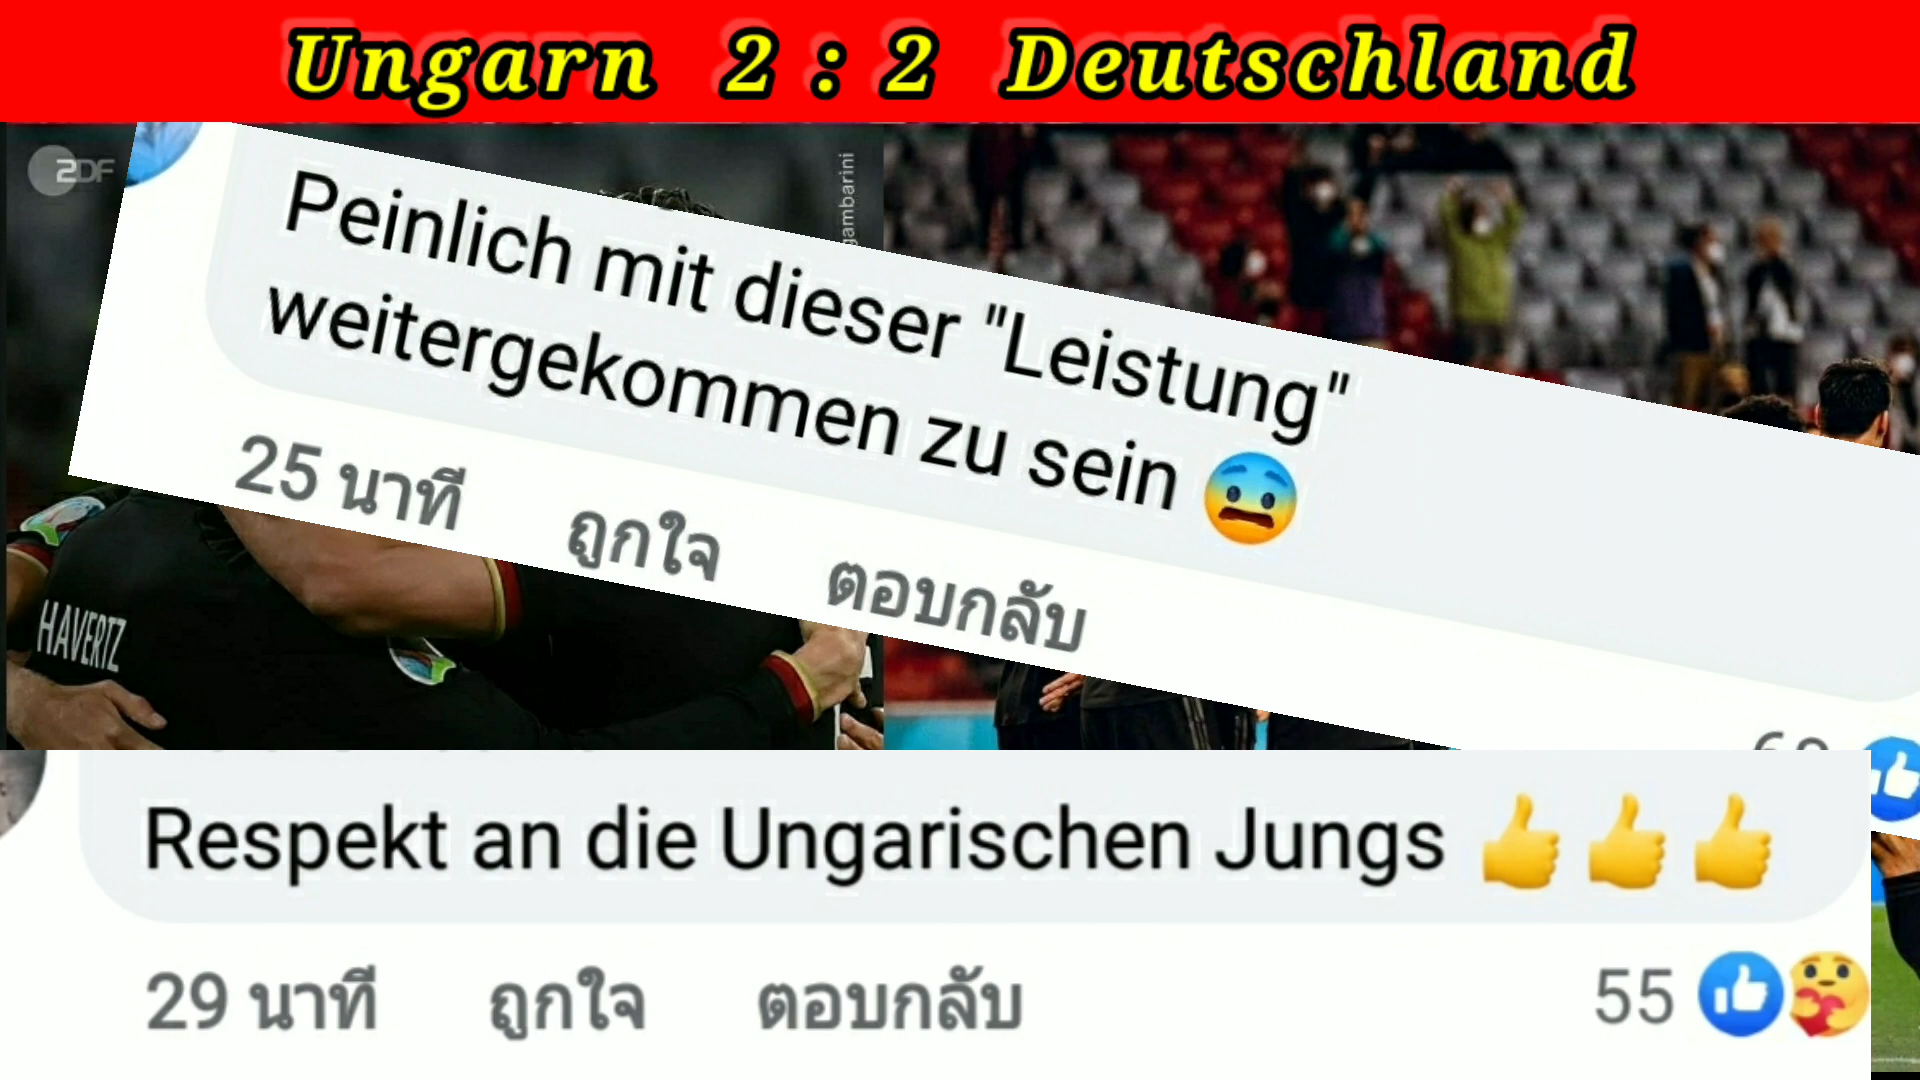 Ungarn 2 : 2 Deutschland
ZDF
gambarini
Peinlich mit dieser "Leistung"
weitergekommen zu sein 😨
25 นาที ถูกใจ ตอบกลับ
HAVERTZ
Respekt an die Ungarischen Jungs 👍👍👍
29 นาที ถูกใจ ตอบกลับ 55